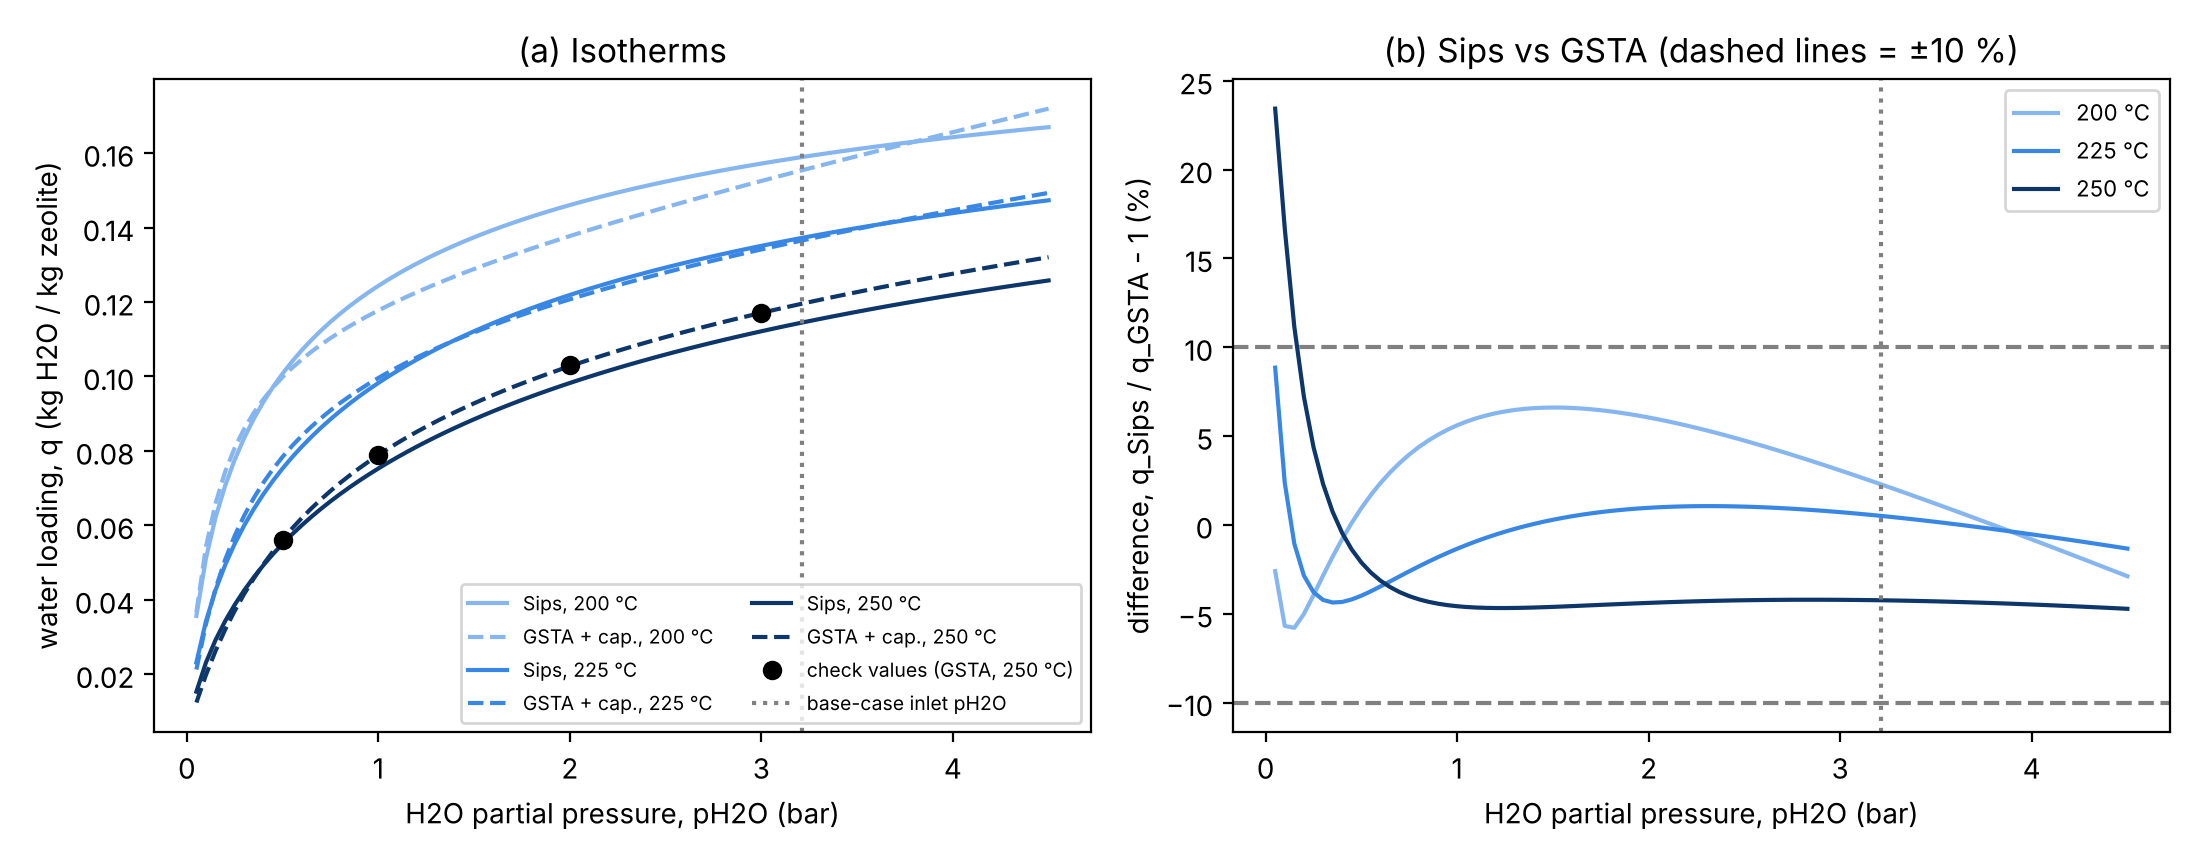 (a) Isotherms
water loading, q (kg H2O / kg zeolite)
0.16
0.14
0.12
0.10
0.08
0.06
0.04
0.02
0
1
2
3
4
H2O partial pressure, pH2O (bar)
Sips, 200 °C
GSTA + cap., 200 °C
Sips, 225 °C
GSTA + cap., 225 °C
Sips, 250 °C
GSTA + cap., 250 °C
check values (GSTA, 250 °C)
base-case inlet pH2O
(b) Sips vs GSTA (dashed lines = ±10 %)
difference, q_Sips / q_GSTA - 1 (%)
25
20
15
10
5
0
−5
−10
0
1
2
3
4
H2O partial pressure, pH2O (bar)
200 °C
225 °C
250 °C